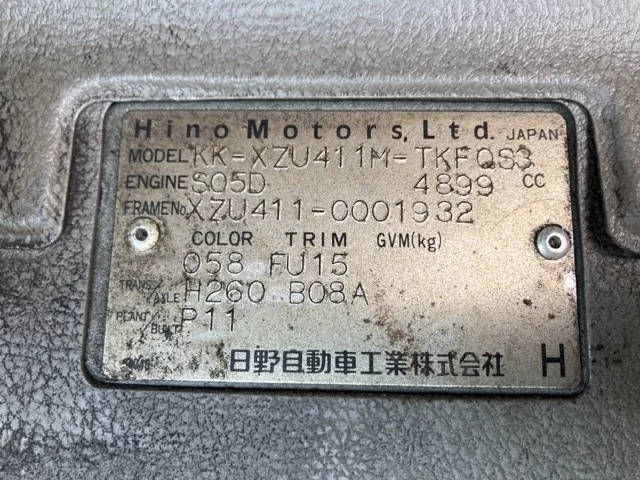 Hino Motors, Ltd. JAPAN
MODEL KK-XZU411M-TKFQS3
ENGINE S05D 4899 CC
FRAME No. XZU411-0001932
COLOR TRIM GVM(kg)
058 FU15
TRANS./AXLE H260 B08A
PLANT/BUILT P11
日野自動車工業株式会社 H